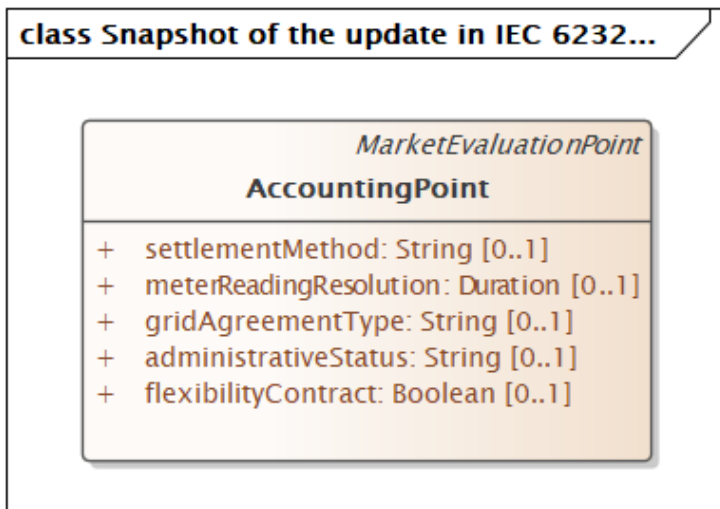 class Snapshot of the update in IEC 6232...
MarketEvaluationPoint
AccountingPoint
+ settlementMethod: String [0..1]
+ meterReadingResolution: Duration [0..1]
+ gridAgreementType: String [0..1]
+ administrativeStatus: String [0..1]
+ flexibilityContract: Boolean [0..1]